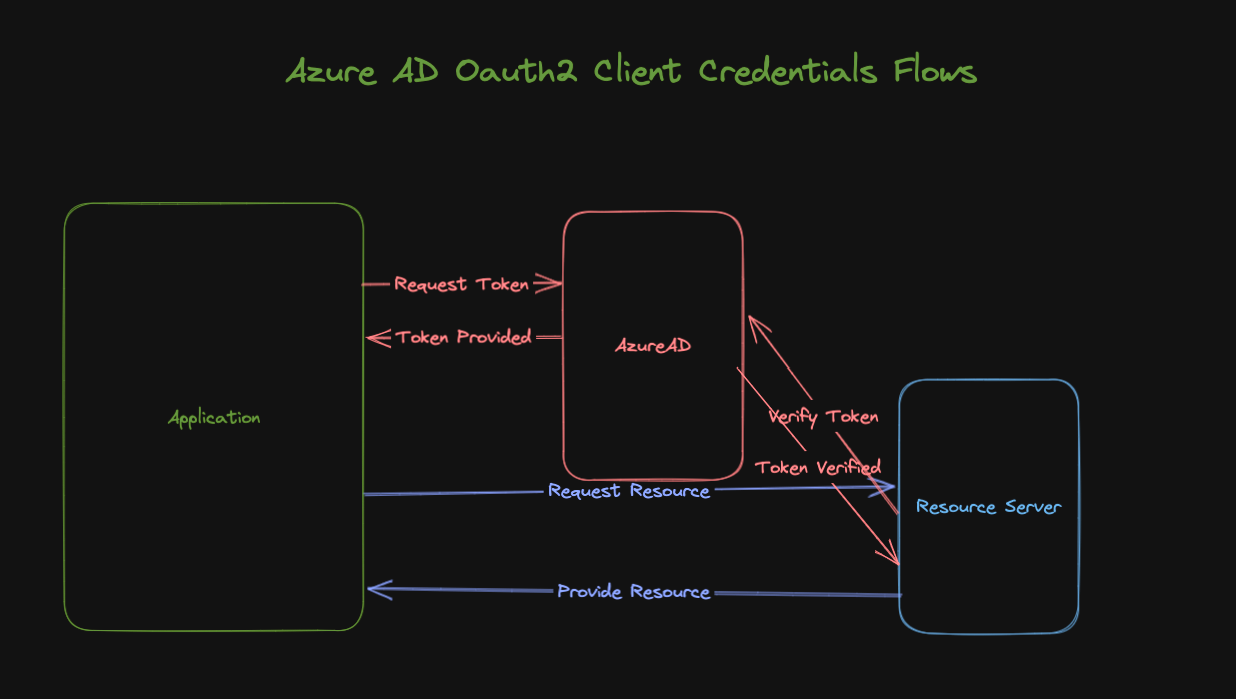 Azure AD Oauth2 Client Credentials Flows
Request Token
Token Provided
AzureAD
Application
Verify Token
Token Verified
Request Resource
Resource Server
Provide Resource